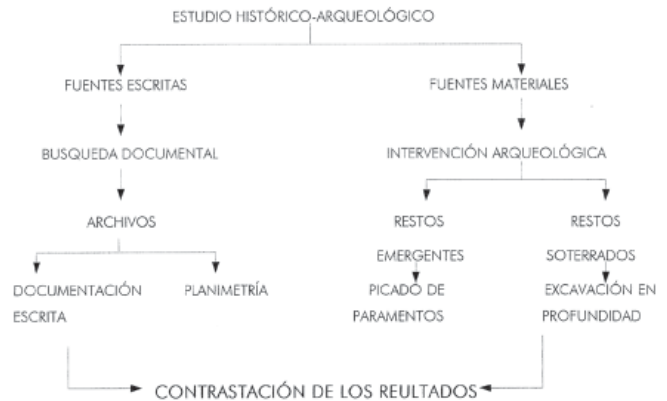 ESTUDIO HISTÓRICO-ARQUEOLÓGICO
FUENTES ESCRITAS
FUENTES MATERIALES
BUSQUEDA DOCUMENTAL
INTERVENCIÓN ARQUEOLÓGICA
ARCHIVOS
RESTOS
EMERGENTES
RESTOS
SOTERRADOS
DOCUMENTACIÓN
ESCRITA
PLANIMETRÍA
PICADO DE
PARAMENTOS
EXCAVACIÓN EN
PROFUNDIDAD
CONTRASTACIÓN DE LOS REULTADOS